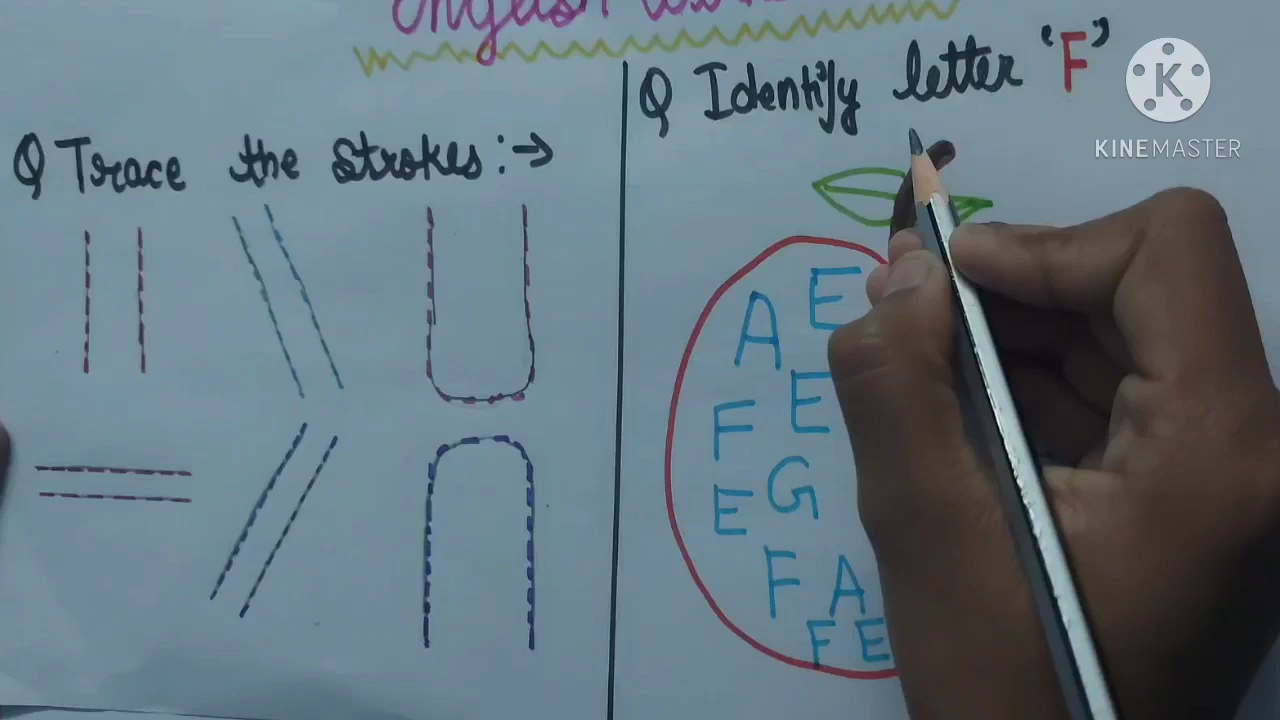 Q Trace the strokes:→
Q Identify letter 'F'
K
KINEMASTER
E
A
E
F
G
E
F A
F E